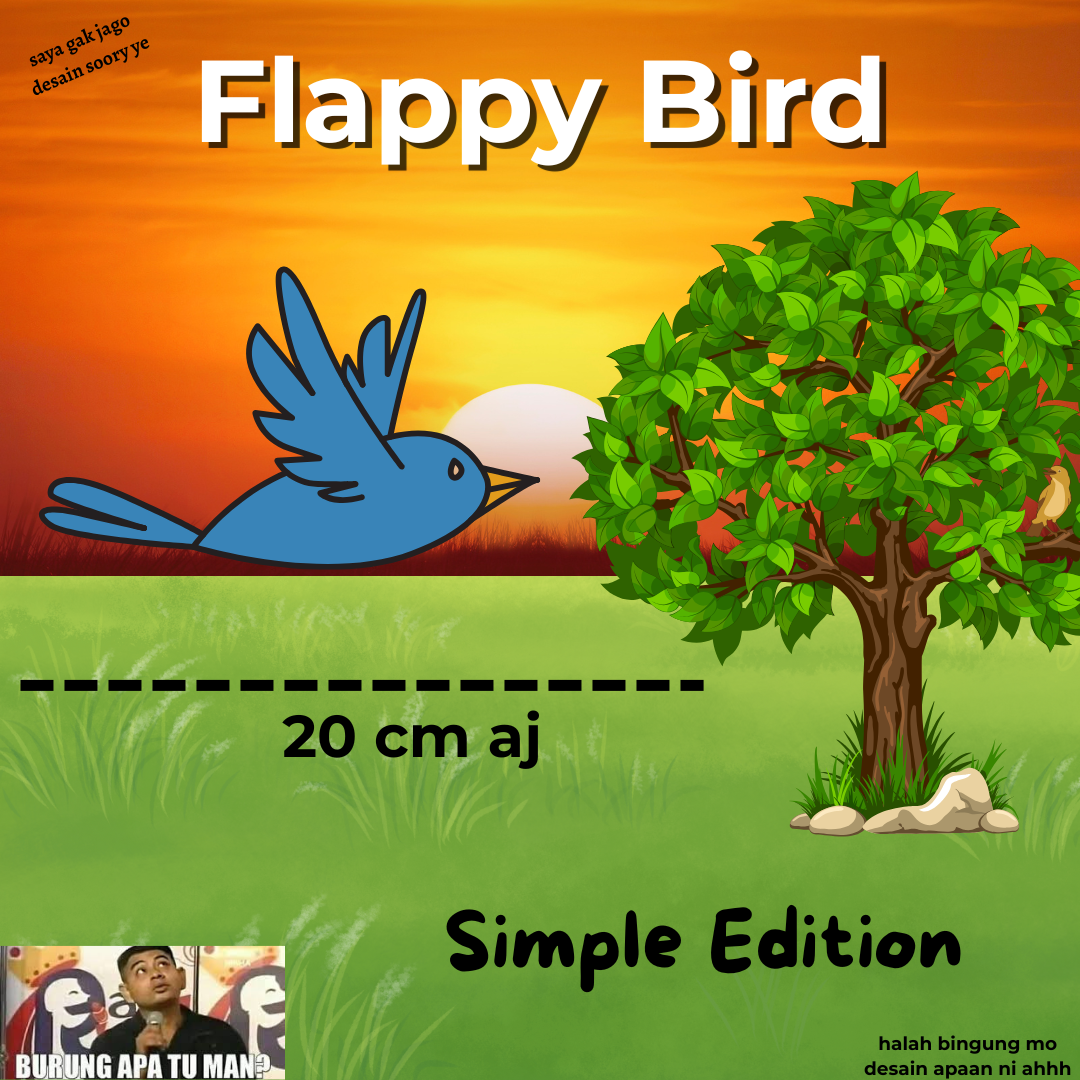 saya gak jago
desain soory ye
Flappy Bird
20 cm aj
Simple Edition
BURUNG APA TU MAN?
halah bingung mo
desain apaan ni ahhh